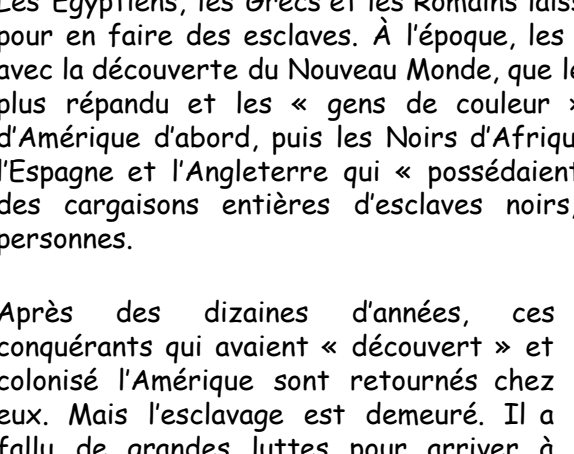 Les Égyptiens, les Grecs et les Romains laiss
pour en faire des esclaves. À l'époque, les
avec la découverte du Nouveau Monde, que le
plus répandu et les « gens de couleur »
d'Amérique d'abord, puis les Noirs d'Afriqu
l'Espagne et l'Angleterre qui « possédaient
des cargaisons entières d'esclaves noirs,
personnes.
Après des dizaines d'années, ces
conquérants qui avaient « découvert » et
colonisé l'Amérique sont retournés chez
eux. Mais l'esclavage est demeuré. Il a
fallu de grandes luttes pour arriver à